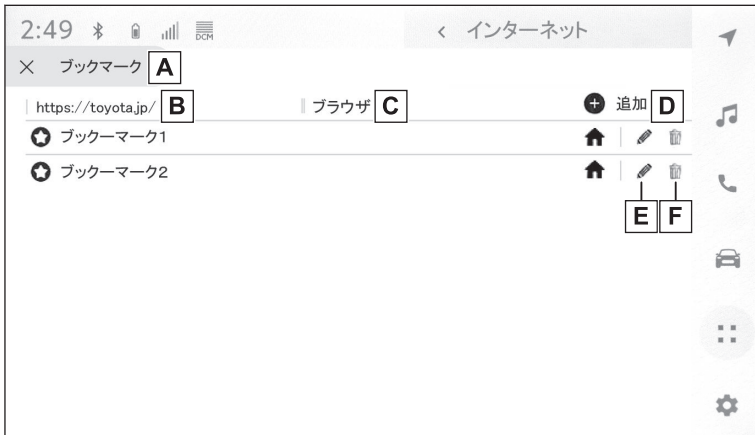 2:49 DCM < インターネット
× ブックマーク A
https://toyota.jp/ B ブラウザ C + 追加 D
ブックーマーク1
ブックーマーク2
E F